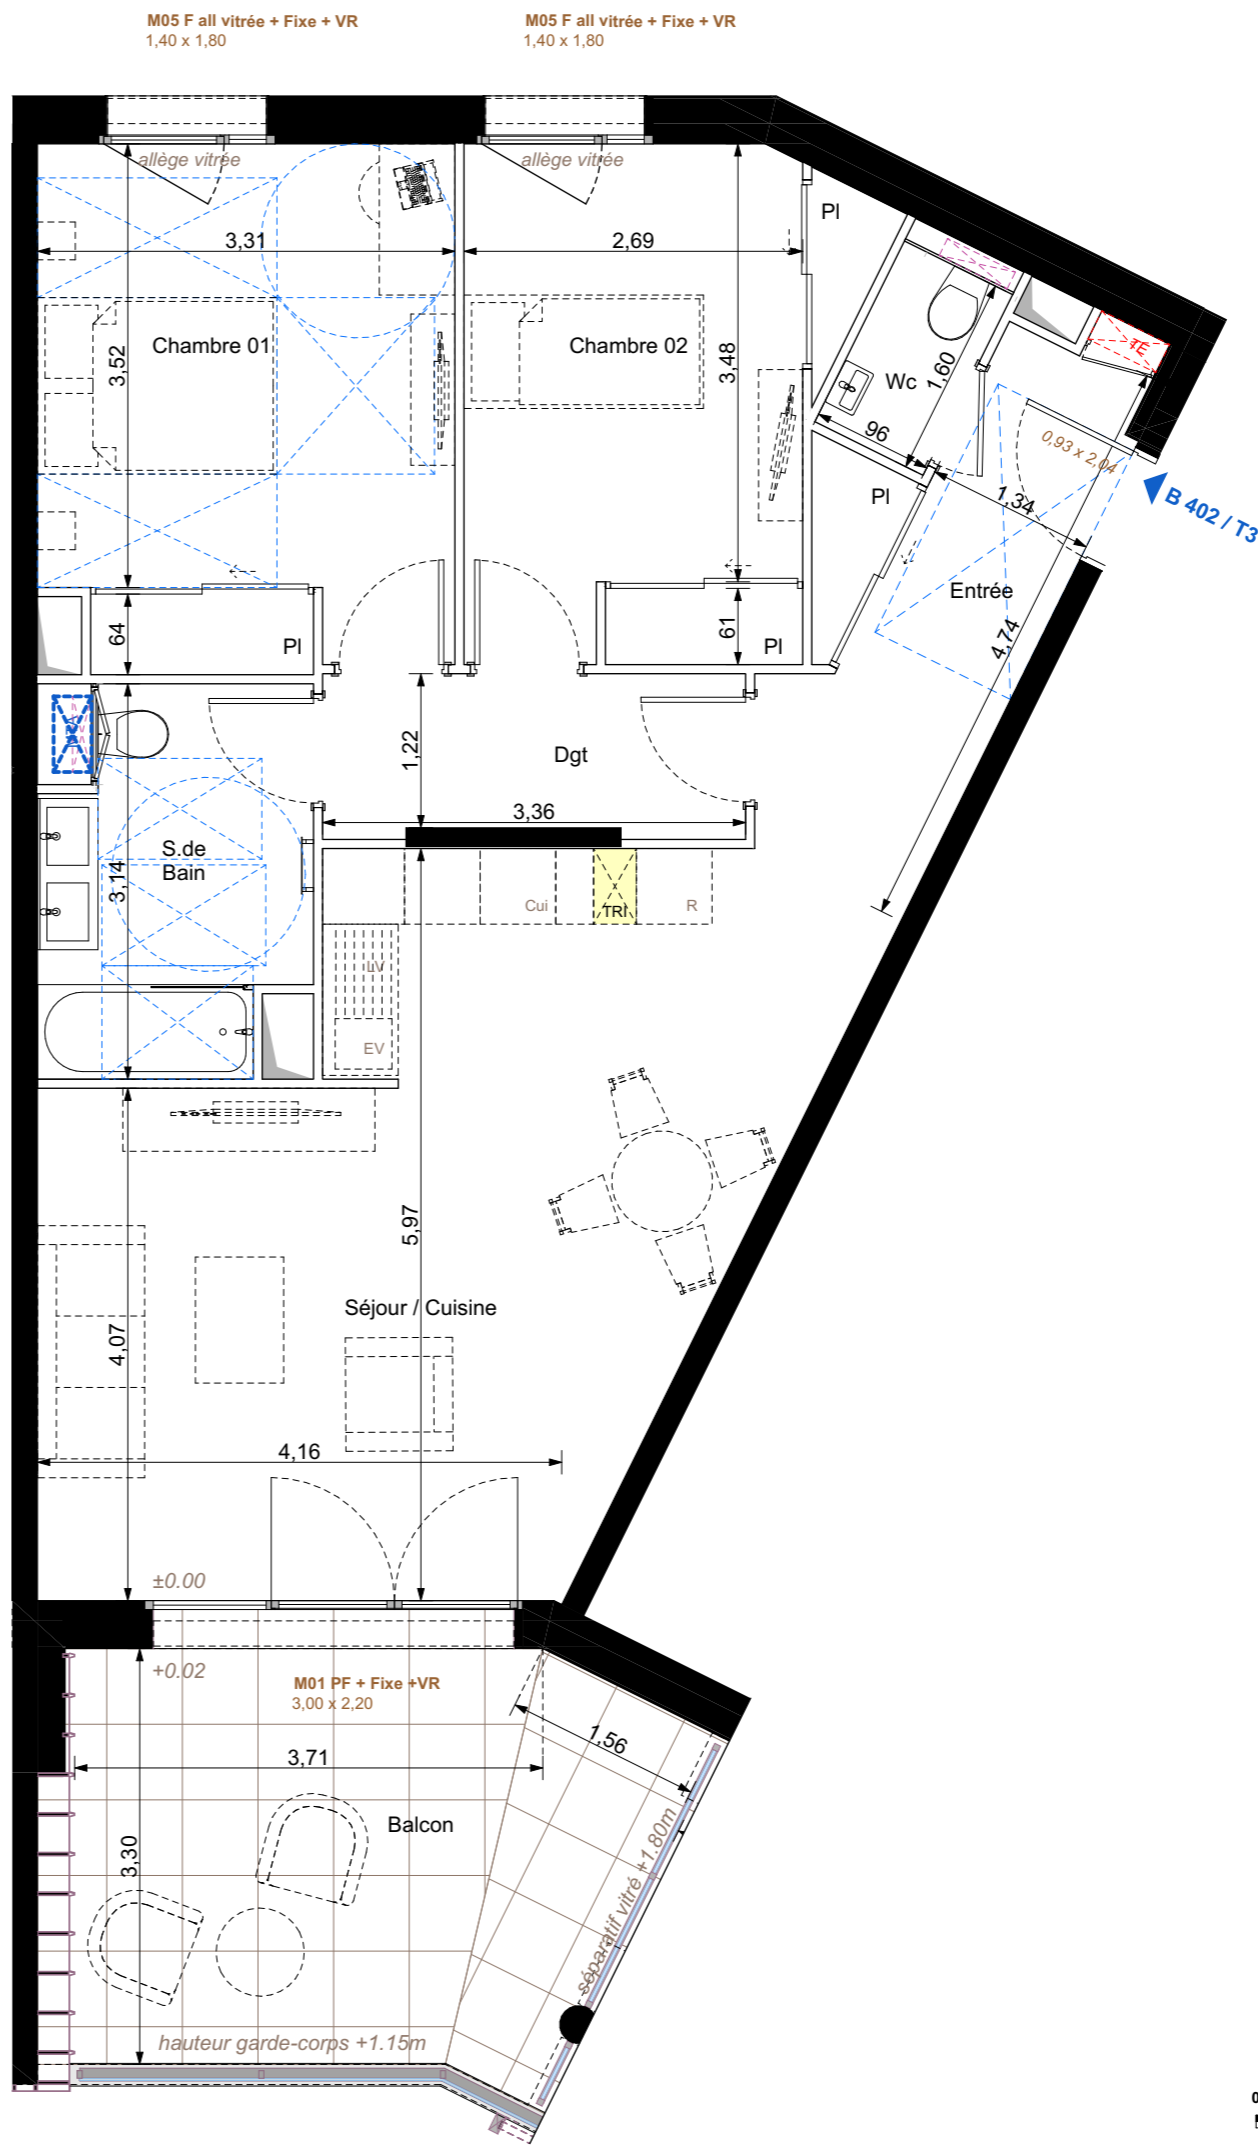 M05 F all vitrée + Fixe + VR
1,40 x 1,80
M05 F all vitrée + Fixe + VR
1,40 x 1,80
allège vitrée
allège vitrée
Pl
3,31
2,69
Chambre 01
Chambre 02
3,52
3,48
TE
Wc
1,60
96
0,93 x 2,04
Pl
1,34
B 402 / T3
Entrée
4,74
64
Pl
61
Pl
1,22
Dgt
3,36
S.de
Bain
3,14
Cui
TRI
R
LV
EV
5,97
Séjour / Cuisine
4,07
4,16
±0.00
+0.02
M01 PF + Fixe +VR
3,00 x 2,20
1,56
3,71
Balcon
3,30
séparatif vitré +1.80m
hauteur garde-corps +1.15m
0